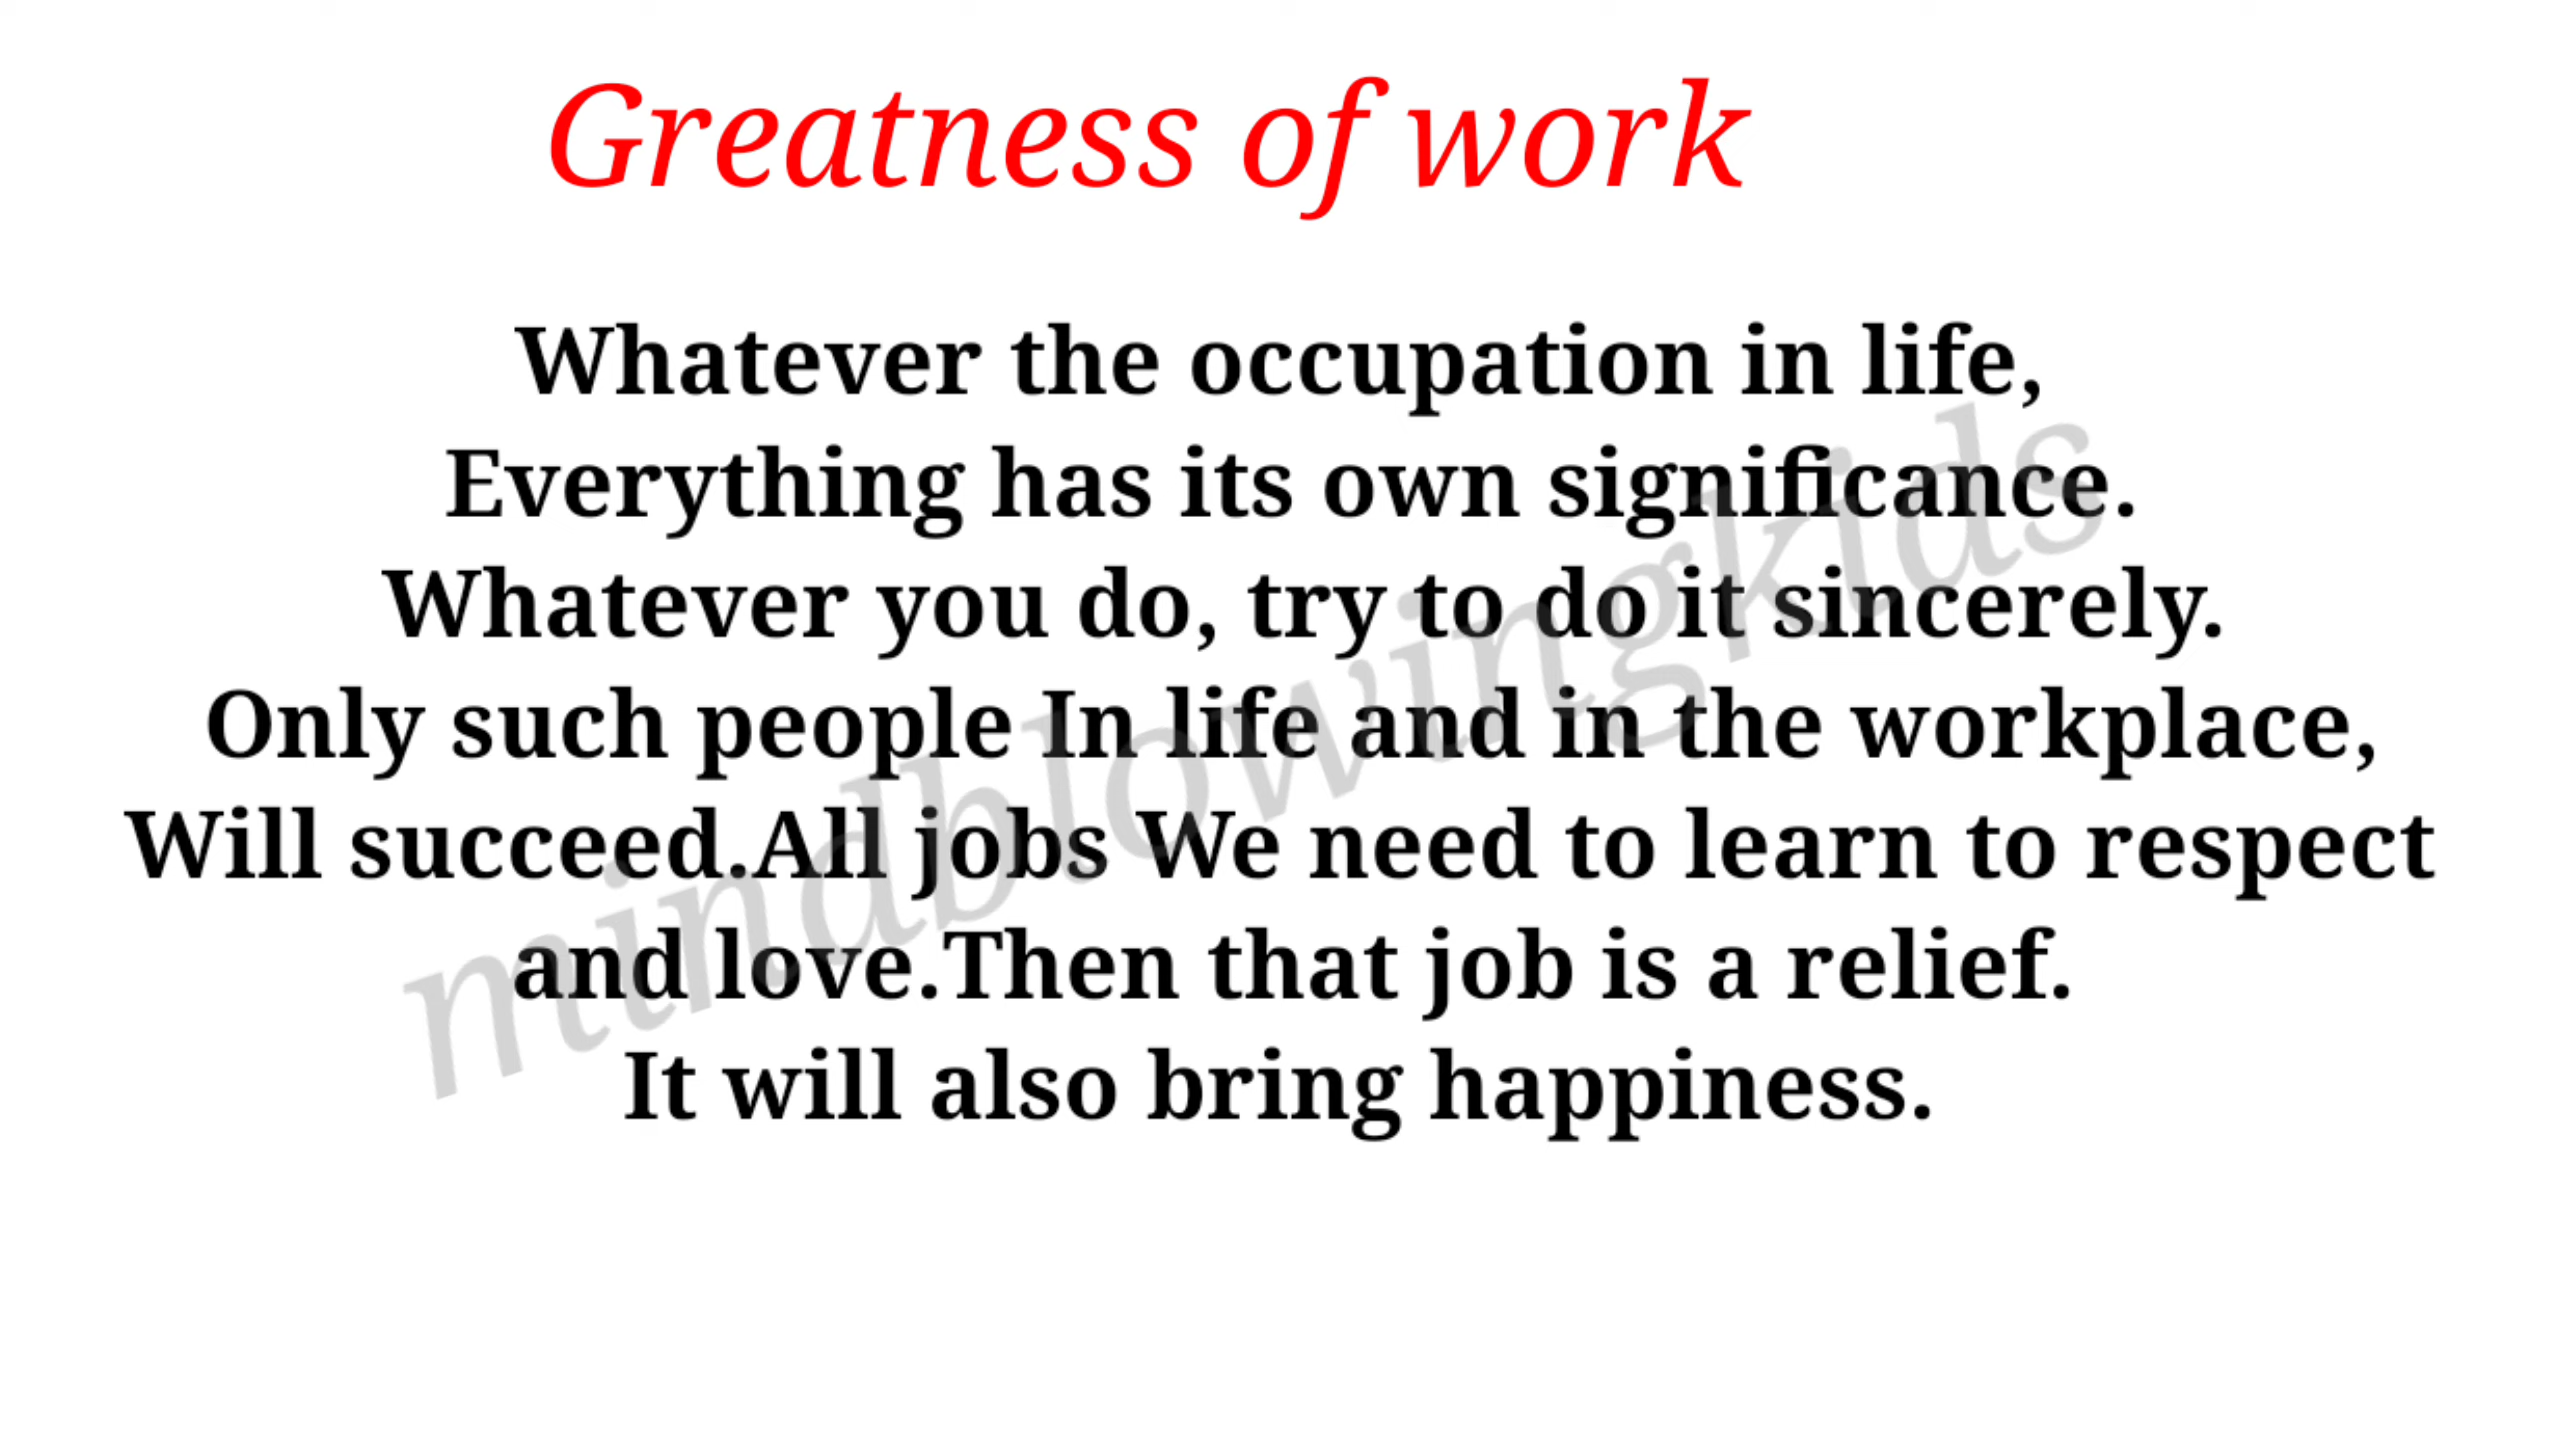 Greatness of work
Whatever the occupation in life,
Everything has its own significance.
Whatever you do, try to do it sincerely.
Only such people In life and in the workplace,
Will succeed.All jobs We need to learn to respect
and love.Then that job is a relief.
It will also bring happiness.
mindblowingkids